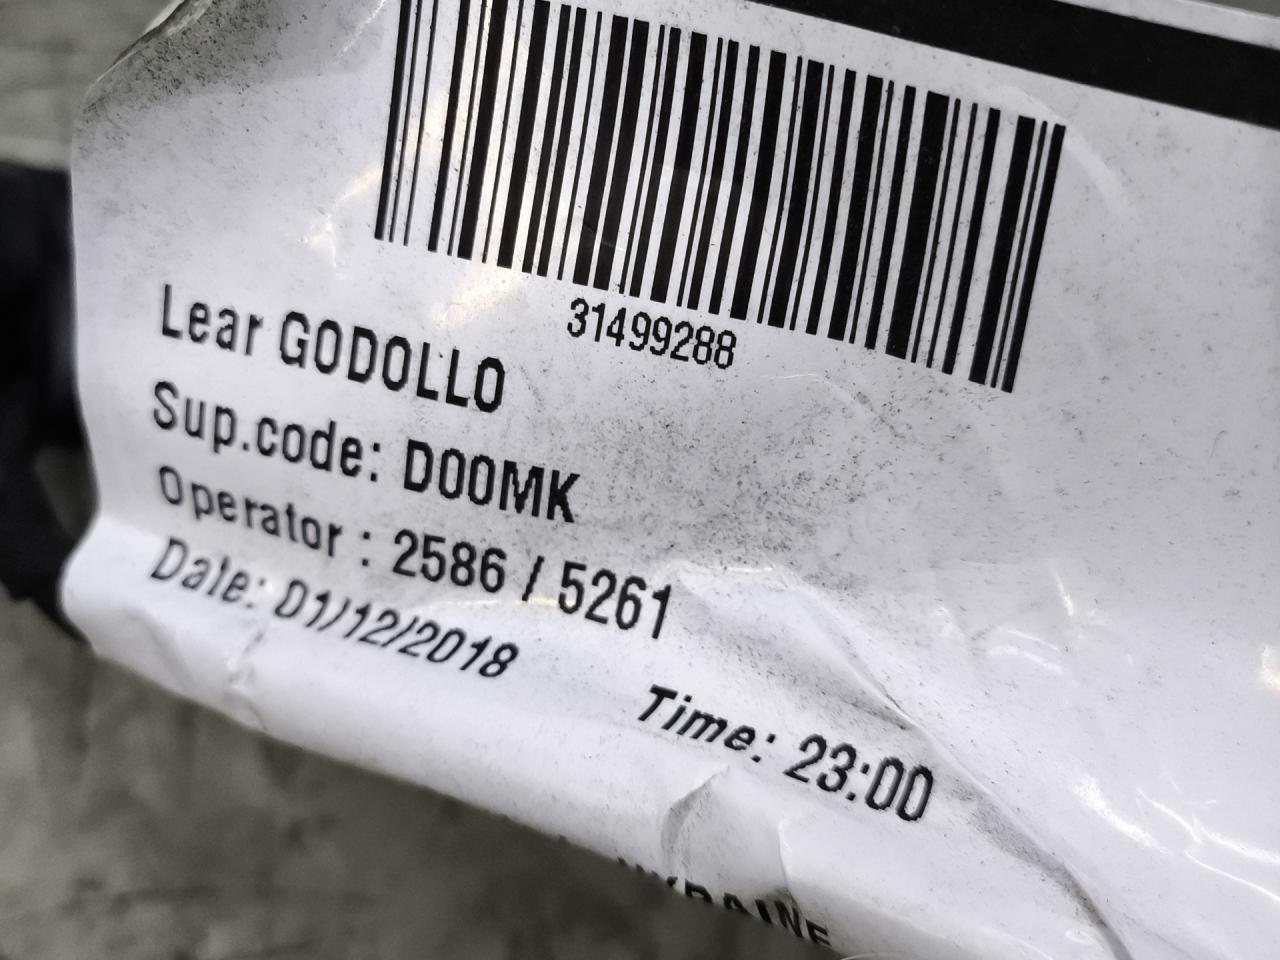 31499288
Lear GODOLLO
Sup.code: D00MK
Operator : 2586 / 5261
Date: 01/12/2018
Time: 23:00